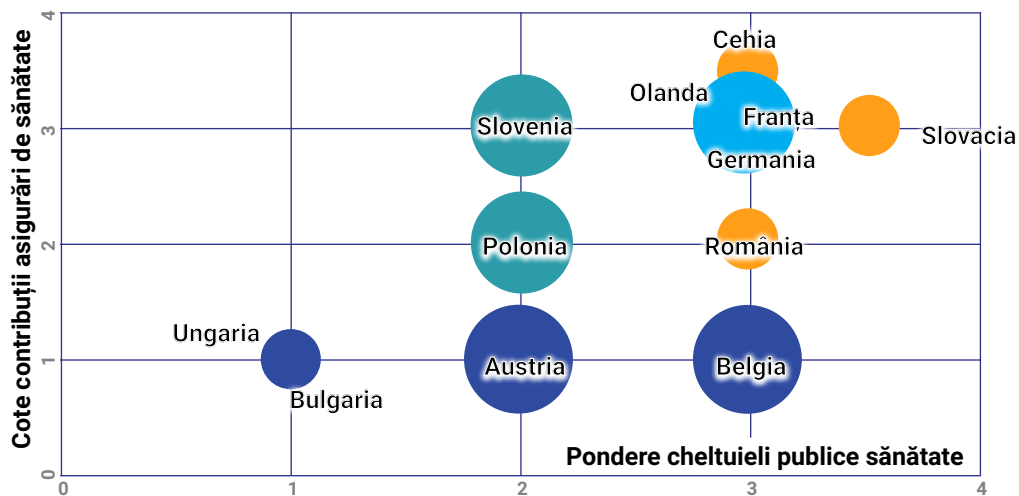 4
Cehia
Olanda
Franța
Slovenia
3
Slovacia
Germania
Polonia
2
România
Ungaria
1
Austria
Belgia
Bulgaria
Cote contribuții asigurări de sănătate
Pondere cheltuieli publice sănătate
0
0
1
2
3
4